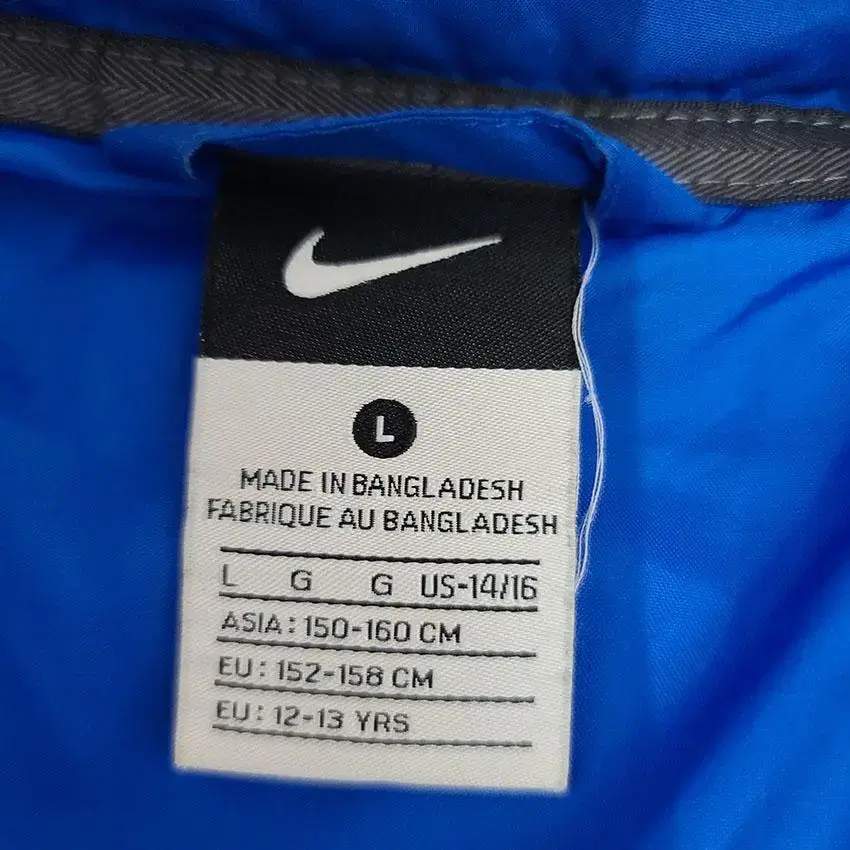 L
MADE IN BANGLADESH
FABRIQUE AU BANGLADESH
L G G US-14/16
ASIA: 150-160 CM
EU: 152-158 CM
EU: 12-13 YRS